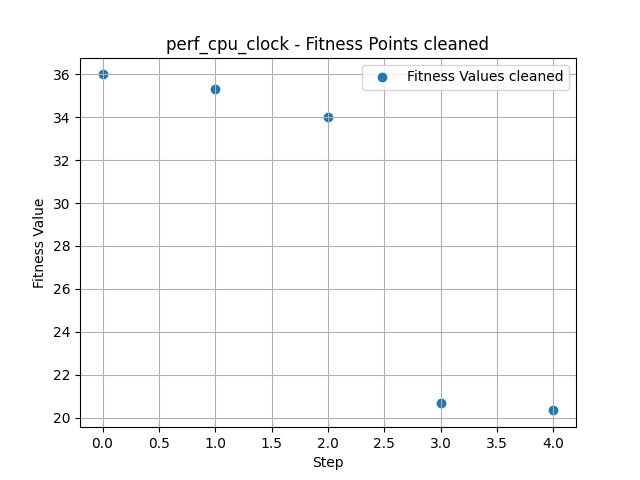 perf_cpu_clock - Fitness Points cleaned
Fitness Values cleaned
Fitness Value
36
34
32
30
28
26
24
22
20
0.0 0.5 1.0 1.5 2.0 2.5 3.0 3.5 4.0
Step